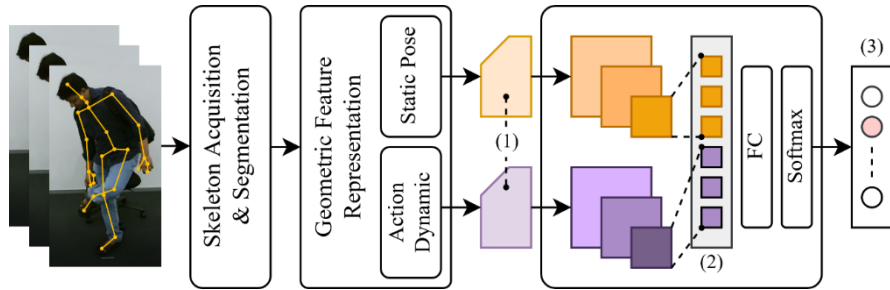 Skeleton Acquisition
& Segmentation
Geometric Feature
Representation
Static Pose
Action
Dynamic
(1)
(2)
FC
Softmax
(3)